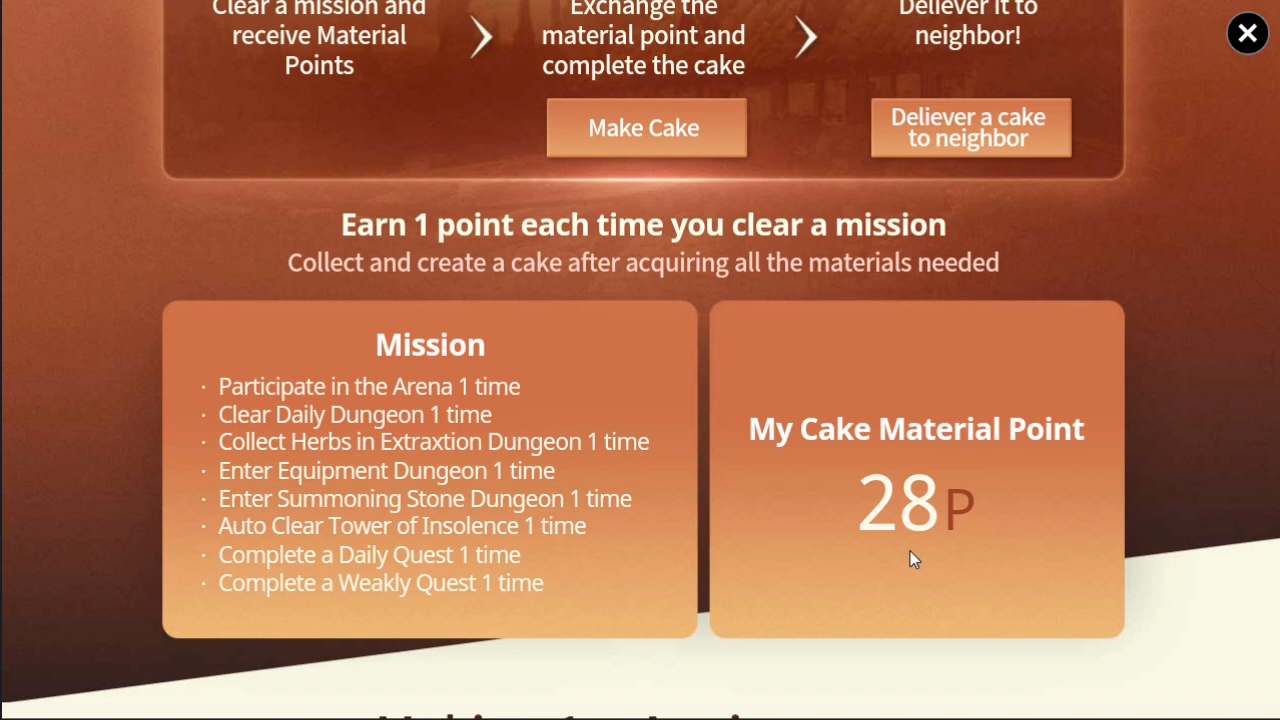 Clear a mission and
receive Material
Points
Exchange the
material point and
complete the cake
Deliever it to
neighbor!
Make Cake
Deliever a cake
to neighbor
Earn 1 point each time you clear a mission
Collect and create a cake after acquiring all the materials needed
Mission
· Participate in the Arena 1 time
· Clear Daily Dungeon 1 time
· Collect Herbs in Extraxtion Dungeon 1 time
· Enter Equipment Dungeon 1 time
· Enter Summoning Stone Dungeon 1 time
· Auto Clear Tower of Insolence 1 time
· Complete a Daily Quest 1 time
· Complete a Weakly Quest 1 time
My Cake Material Point
28P